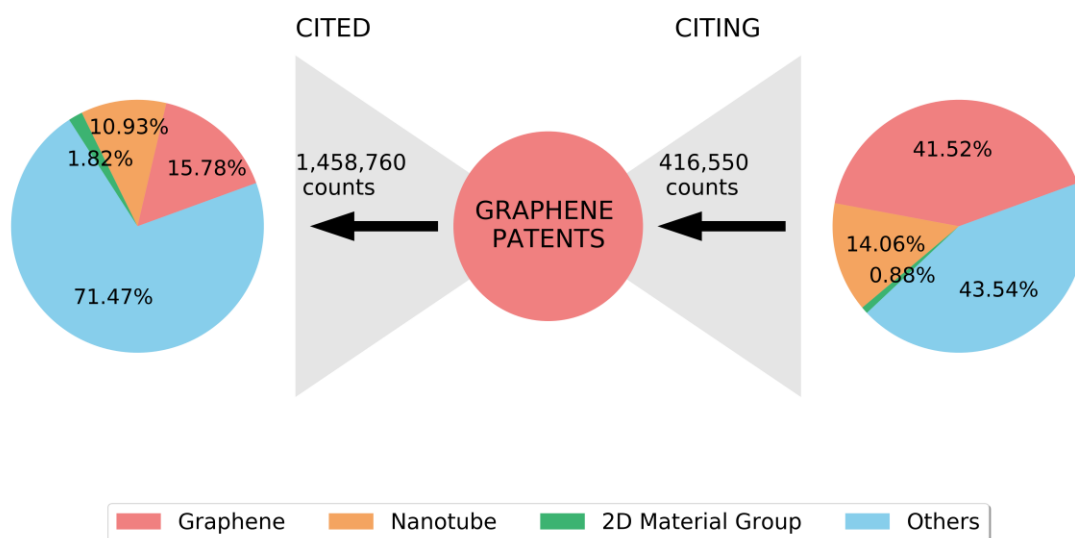 CITED
CITING
10.93%
1.82%
15.78%
71.47%
1,458,760
counts
GRAPHENE
PATENTS
416,550
counts
41.52%
14.06%
0.88%
43.54%
Graphene
Nanotube
2D Material Group
Others